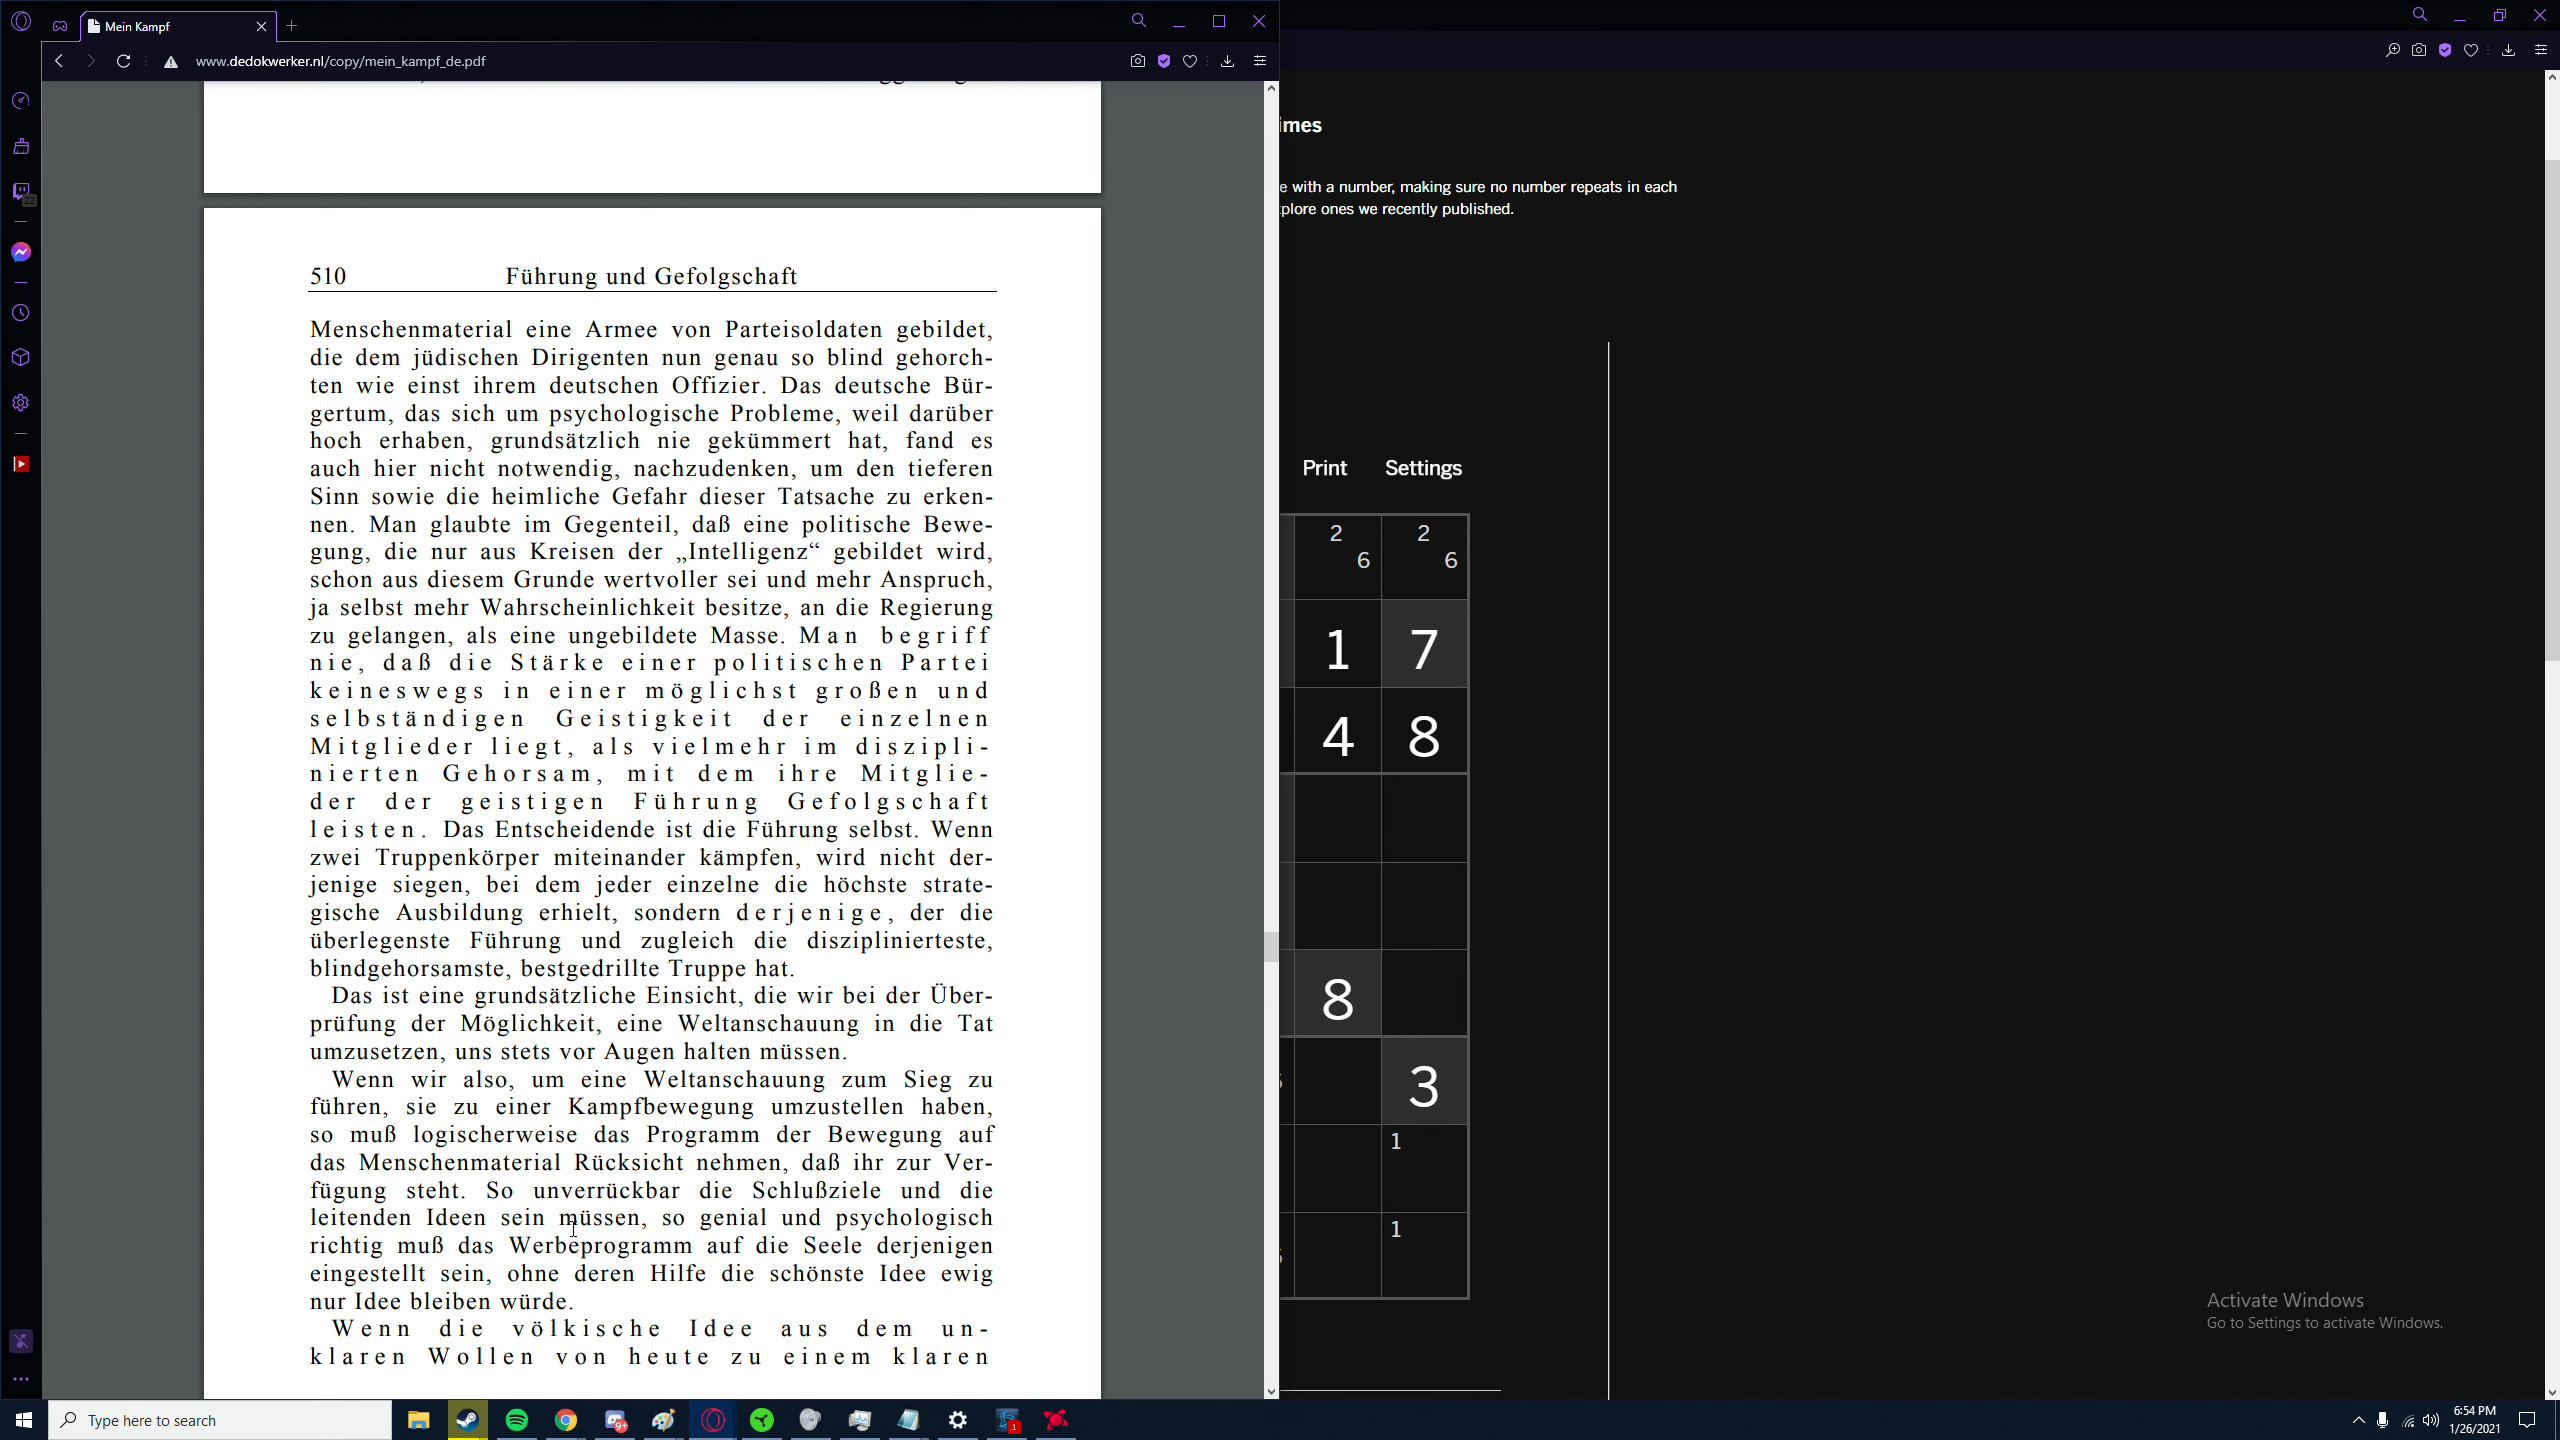 Mein Kampf
www.dedokwerker.nl/copy/mein_kampf_de.pdf
510 Führung und Gefolgschaft
Menschenmaterial eine Armee von Parteisoldaten gebildet,
die dem jüdischen Dirigenten nun genau so blind gehorch-
ten wie einst ihrem deutschen Offizier. Das deutsche Bür-
gertum, das sich um psychologische Probleme, weil darüber
hoch erhaben, grundsätzlich nie gekümmert hat, fand es
auch hier nicht notwendig, nachzudenken, um den tieferen
Sinn sowie die heimliche Gefahr dieser Tatsache zu erken-
nen. Man glaubte im Gegenteil, daß eine politische Bewe-
gung, die nur aus Kreisen der „Intelligenz“ gebildet wird,
schon aus diesem Grunde wertvoller sei und mehr Anspruch,
ja selbst mehr Wahrscheinlichkeit besitze, an die Regierung
zu gelangen, als eine ungebildete Masse. Man begriff
nie, daß die Stärke einer politischen Partei
keineswegs in einer möglichst großen und
selbständigen Geistigkeit der einzelnen
Mitglieder liegt, als vielmehr im diszipli-
nierten Gehorsam, mit dem ihre Mitglie-
der der geistigen Führung Gefolgschaft
leisten. Das Entscheidende ist die Führung selbst. Wenn
zwei Truppenkörper miteinander kämpfen, wird nicht der-
jenige siegen, bei dem jeder einzelne die höchste strate-
gische Ausbildung erhielt, sondern derjenige, der die
überlegenste Führung und zugleich die disziplinierteste,
blindgehorsamste, bestgedrillte Truppe hat.
Das ist eine grundsätzliche Einsicht, die wir bei der Über-
prüfung der Möglichkeit, eine Weltanschauung in die Tat
umzusetzen, uns stets vor Augen halten müssen.
Wenn wir also, um eine Weltanschauung zum Sieg zu
führen, sie zu einer Kampfbewegung umzustellen haben,
so muß logischerweise das Programm der Bewegung auf
das Menschenmaterial Rücksicht nehmen, daß ihr zur Ver-
fügung steht. So unverrückbar die Schlußziele und die
leitenden Ideen sein müssen, so genial und psychologisch
richtig muß das Werbeprogramm auf die Seele derjenigen
eingestellt sein, ohne deren Hilfe die schönste Idee ewig
nur Idee bleiben würde.
Wenn die völkische Idee aus dem un-
klaren Wollen von heute zu einem klaren
imes
e with a number, making sure no number repeats in each
plore ones we recently published.
Print Settings
2 2
6 6
1 7
4 8
8
3
1
1
Activate Windows
Go to Settings to activate Windows.
Type here to search
22
9+
1
6:54 PM
1/26/2021